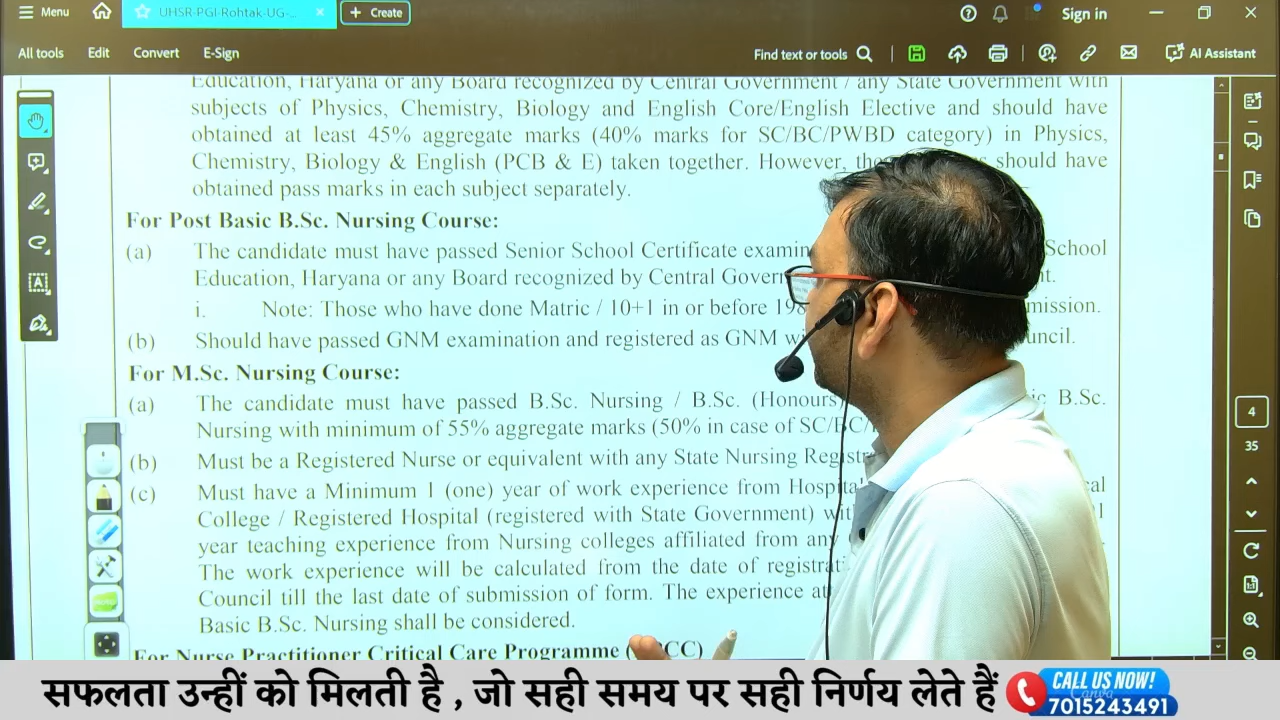 Menu
UHSR-PGI-Rohtak-UG-...
Create
Sign in
All tools
Edit
Convert
E-Sign
Find text or tools
AI Assistant
Education, Haryana or any Board recognized by Central Government / any State Government with
subjects of Physics, Chemistry, Biology and English Core/English Elective and should have
obtained at least 45% aggregate marks (40% marks for SC/BC/PWBD category) in Physics,
Chemistry, Biology & English (PCB & E) taken together. However, should have
obtained pass marks in each subject separately.
For Post Basic B.Sc. Nursing Course:
(a) The candidate must have passed Senior School Certificate School
Education, Haryana or any Board recognized by Central
i. Note: Those who have done Matric / 10+1 in or before
(b) Should have passed GNM examination and registered as GNM
For M.Sc. Nursing Course:
(a) The candidate must have passed B.Sc. Nursing / B.Sc. (Honours) B.Sc.
Nursing with minimum of 55% aggregate marks (50% in case of SC/BC/
(b) Must be a Registered Nurse or equivalent with any State Nursing
(c) Must have a Minimum 1 (one) year of work experience from
College / Registered Hospital (registered with State Government)
year teaching experience from Nursing colleges affiliated from any
The work experience will be calculated from the date of
Council till the last date of submission of form. The experience
Basic B.Sc. Nursing shall be considered.
For Nurse Practitioner Critical Care Programme
4
35
सफलता उन्हीं को मिलती है , जो सही समय पर सही निर्णय लेते हैं
CALL US NOW!
Canva
7015243491